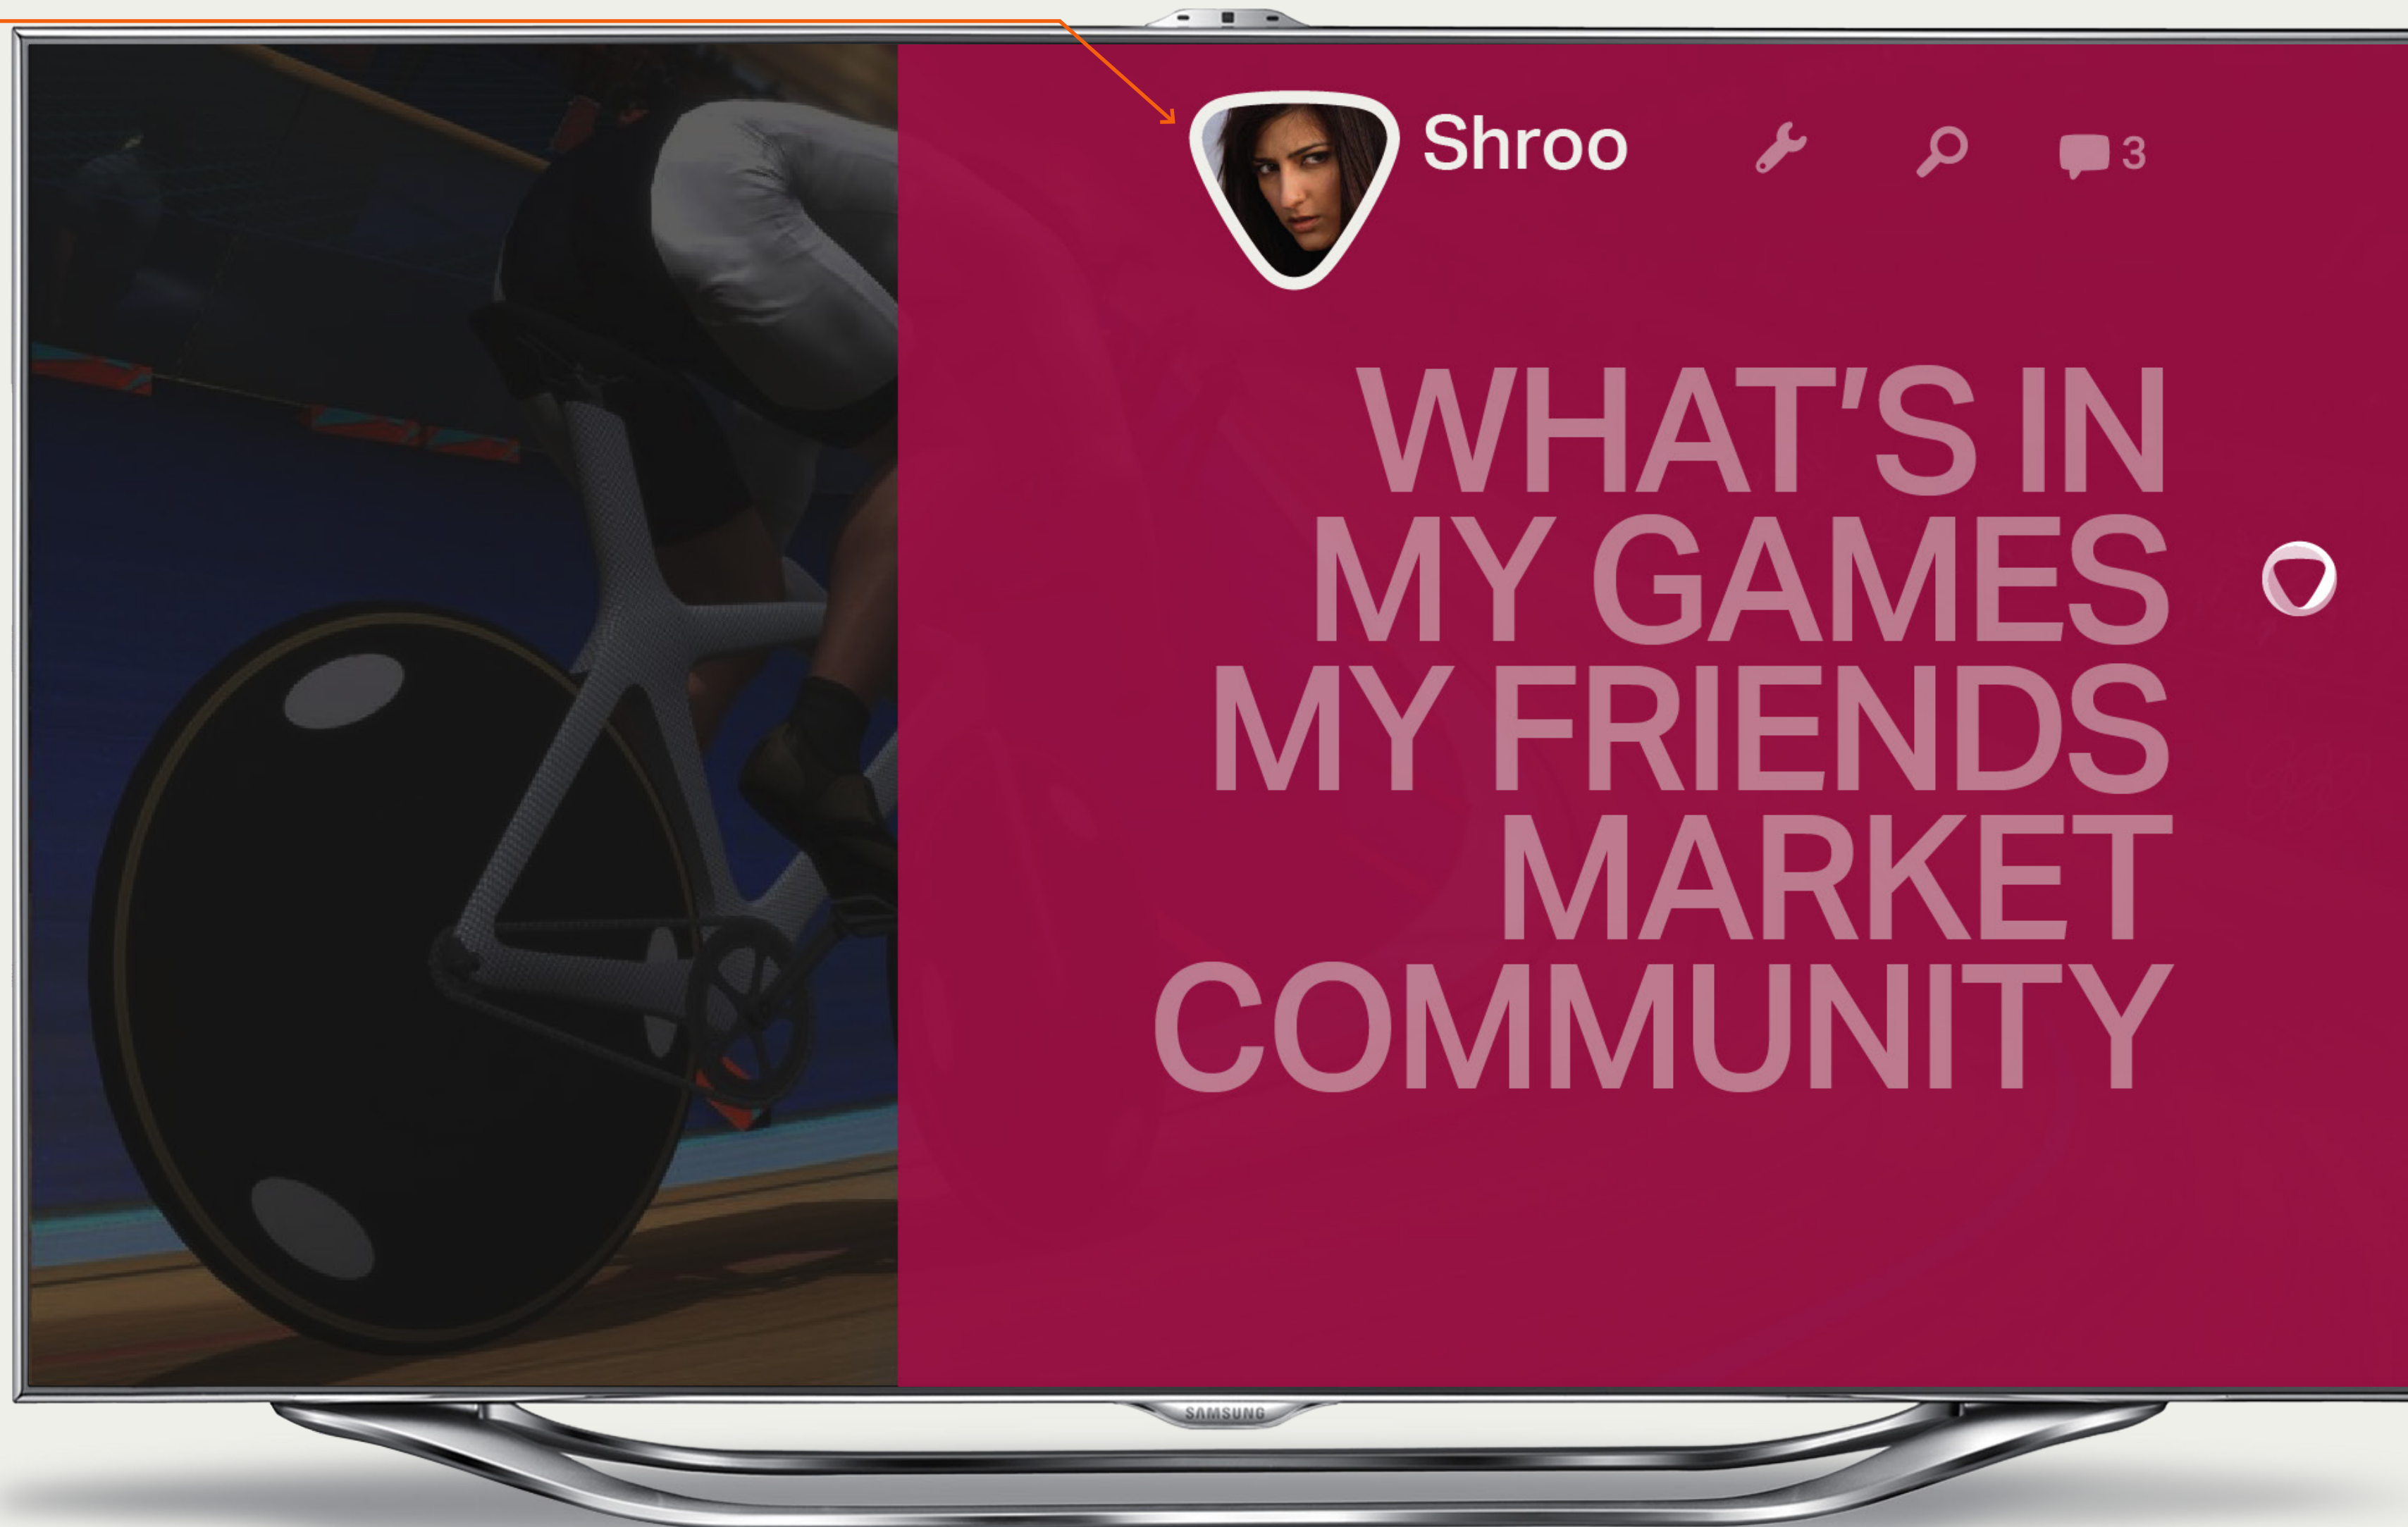 Shroo
3
WHAT'S IN
MY GAMES
MY FRIENDS
MARKET
COMMUNITY
SAMSUNG